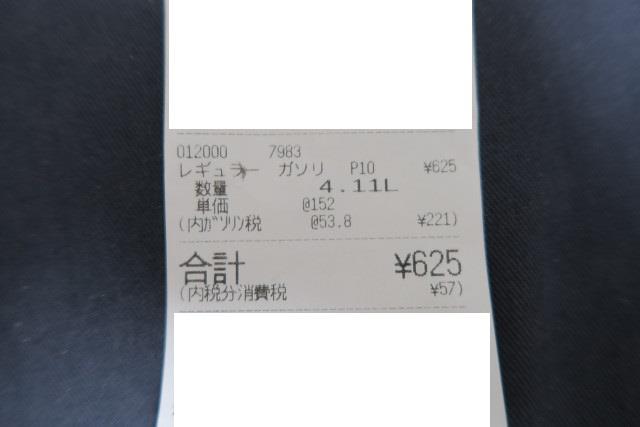 012000 7983
レギュラー ガソリ P10 ¥625
数量 4.11L
単価 @152
(内ガソリン税 @53.8 ¥221)
合計 ¥625
(内税分消費税 ¥57)